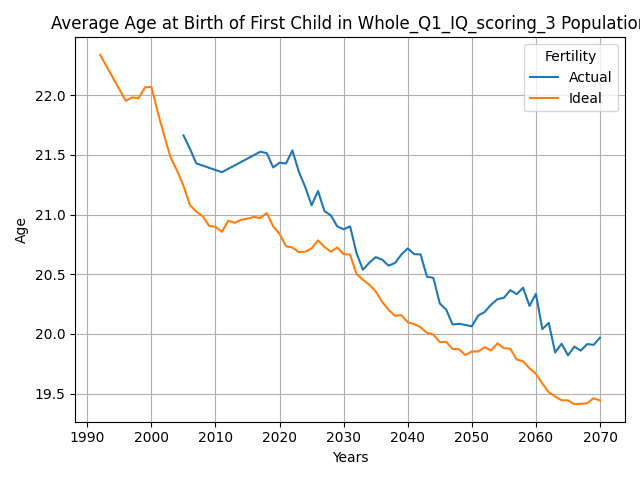 Average Age at Birth of First Child in Whole_Q1_IQ_scoring_3 Population
Fertility
Actual
Ideal
22.0
21.5
21.0
20.5
20.0
19.5
Age
1990 2000 2010 2020 2030 2040 2050 2060 2070
Years